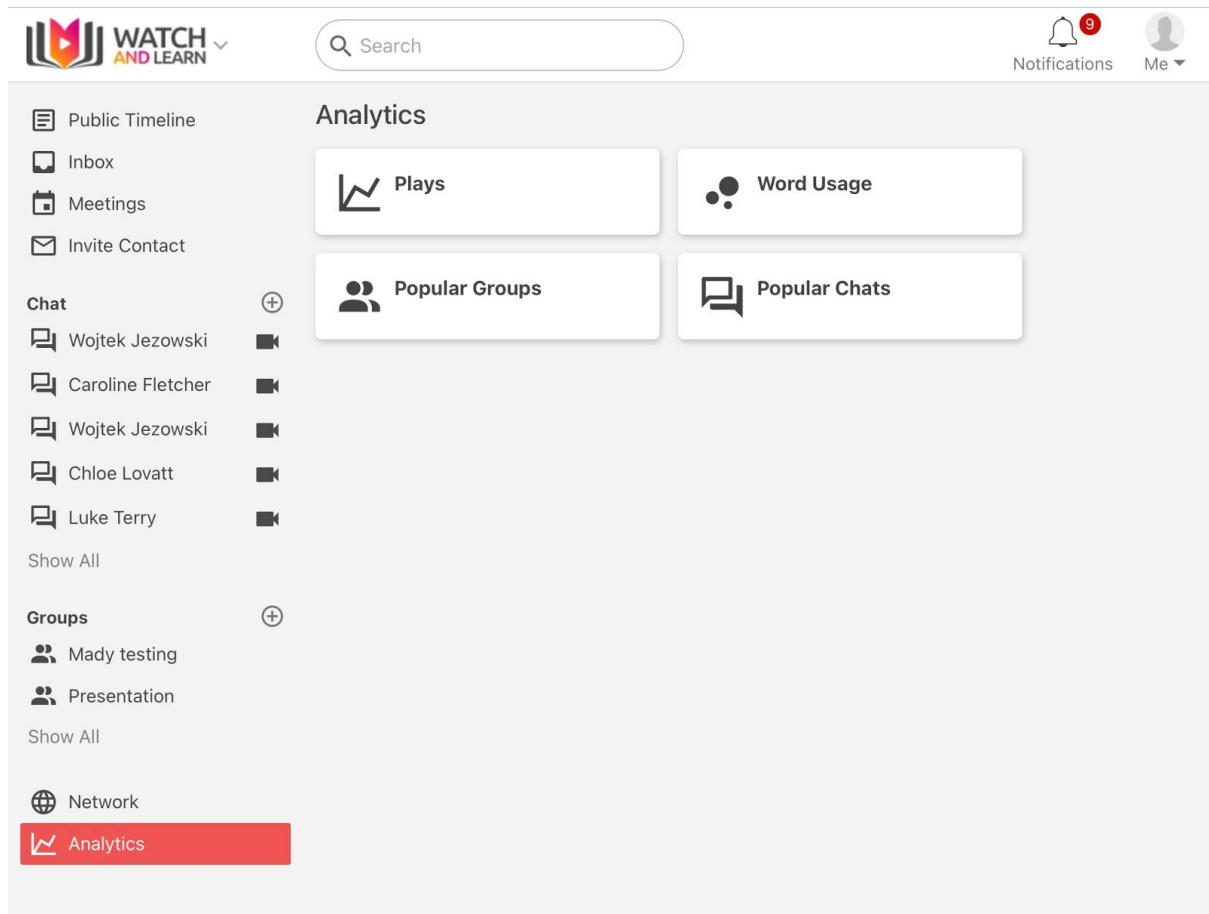 WATCH
AND LEARN
Search
9
Notifications
Me
Public Timeline
Inbox
Meetings
Invite Contact
Chat
Wojtek Jezowski
Caroline Fletcher
Wojtek Jezowski
Chloe Lovatt
Luke Terry
Show All
Groups
Mady testing
Presentation
Show All
Network
Analytics
Analytics
Plays
Word Usage
Popular Groups
Popular Chats